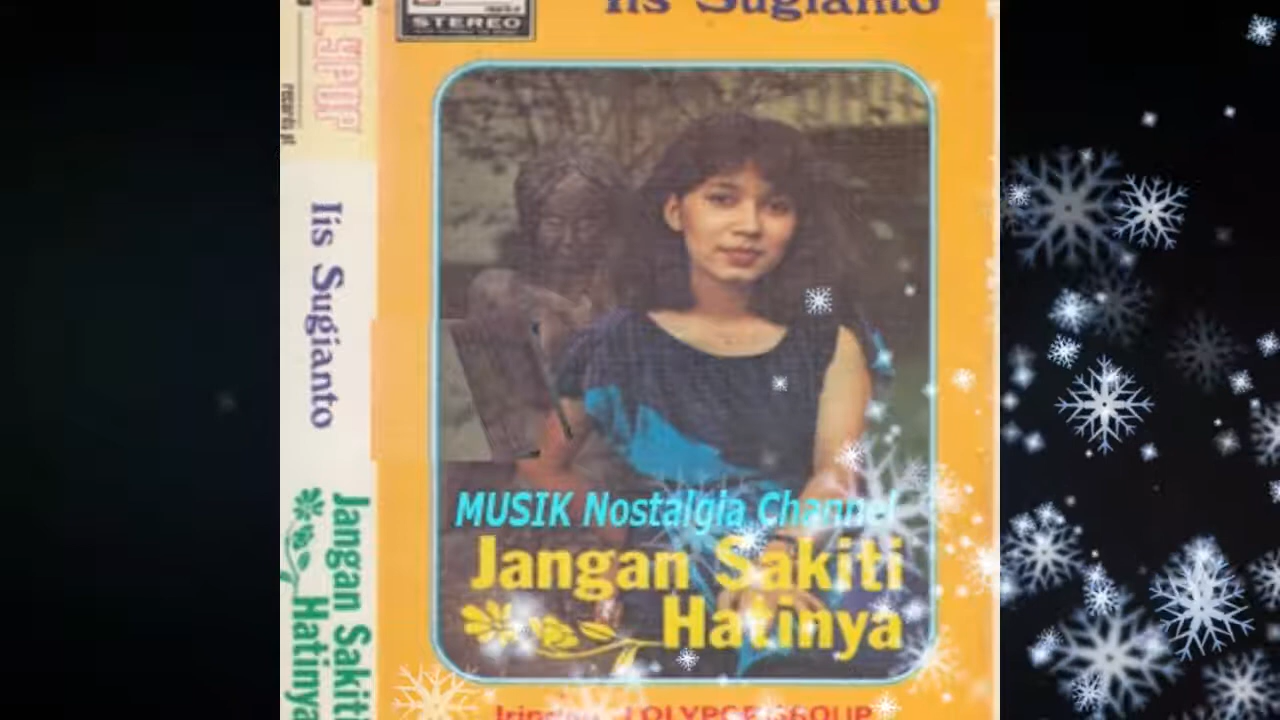 Iis Sugianto
STEREO
Iis Sugianto
Jangan Sakiti
Hatinya
MUSIK Nostalgia Channel
Jangan Sakiti
Hatinya